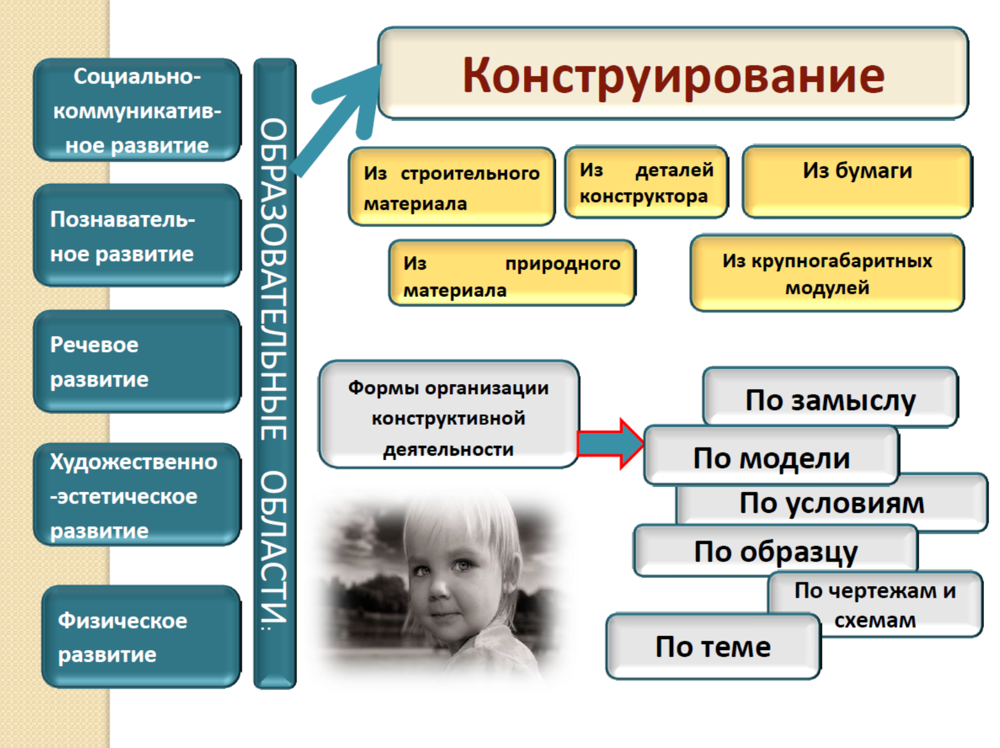 Социально-
коммуникатив-
ное развитие
Познаватель-
ное развитие
Речевое
развитие
Художественно
-эстетическое
развитие
Физическое
развитие
ОБРАЗОВАТЕЛЬНЫЕ ОБЛАСТИ:
Конструирование
Из строительного
материала
Из деталей
конструктора
Из бумаги
Из природного
материала
Из крупногабаритных
модулей
Формы организации
конструктивной
деятельности
По замыслу
По модели
По условиям
По образцу
По чертежам и
схемам
По теме